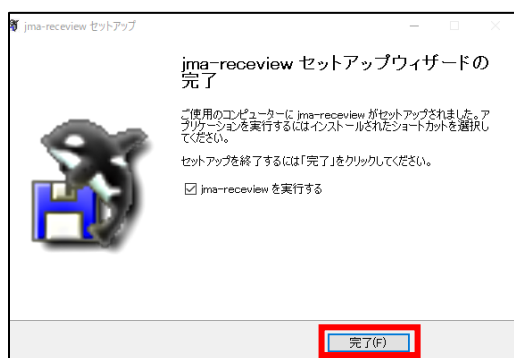 jma-receview セットアップ
jma-receview セットアップウィザードの
完了
ご使用のコンピューターに jma-receview がセットアップされました。ア
プリケーションを実行するにはインストールされたショートカットを選択し
てください。
セットアップを終了するには「完了」をクリックしてください。
jma-receview を実行する
完了(F)